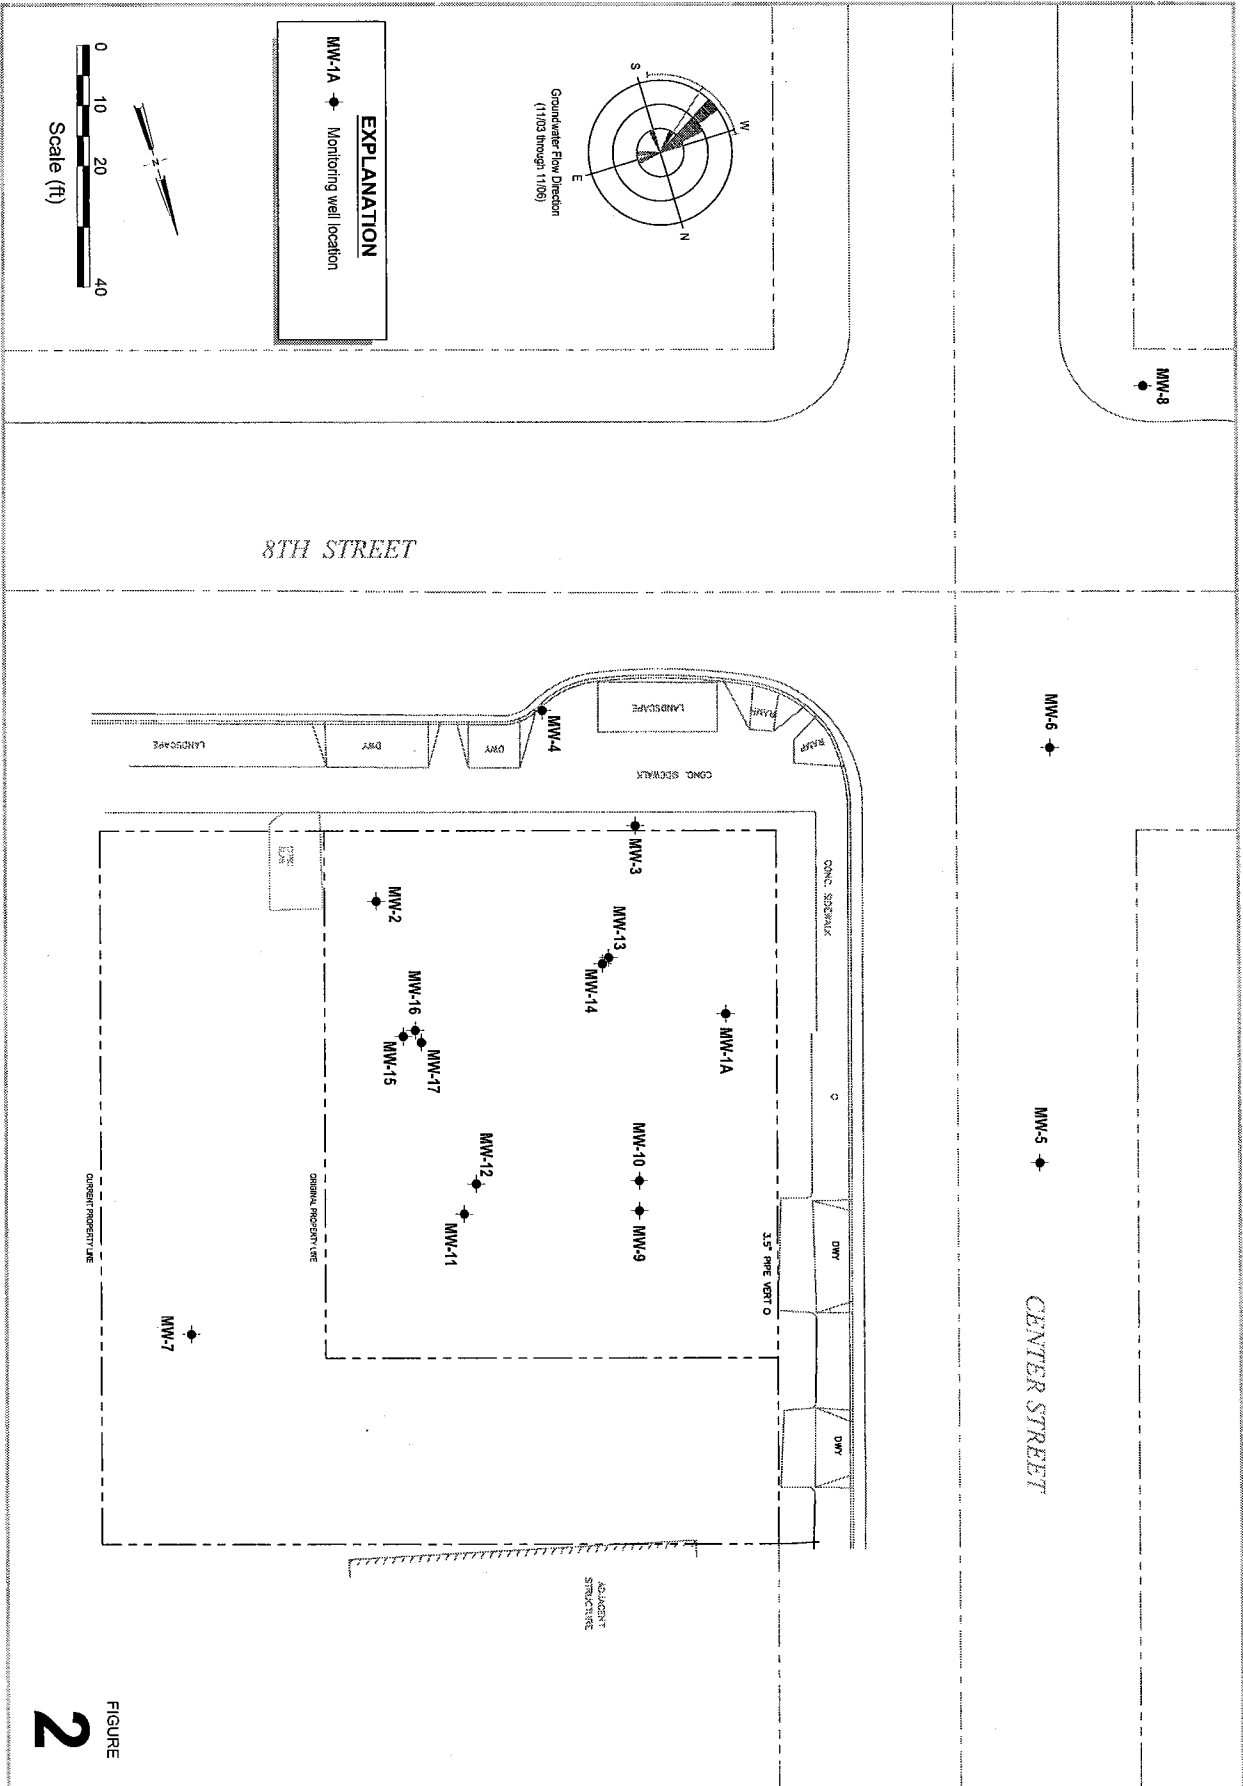 EXPLANATION
MW-1A
Monitoring well location
0
10
20
40
Scale (ft)
N
S
W
E
N
Groundwater Flow Direction
(11/03 through 11/06)
8TH STREET
CENTER STREET
MW-8
MW-6
MW-5
MW-4
MW-3
MW-2
MW-13
MW-14
MW-1A
MW-16
MW-17
MW-15
MW-12
MW-11
MW-10
MW-9
MW-7
LANDSCAPE
DWY
DWY
LANDSCAPE
RAMP
RAMP
CONC. SIDEWALK
CONC. SIDEWALK
O
DWY
DWY
3.5" PIPE VERT O
ORIGINAL PROPERTY LINE
CURRENT PROPERTY LINE
ADJACENT
STRUCTURE
FIGURE
2